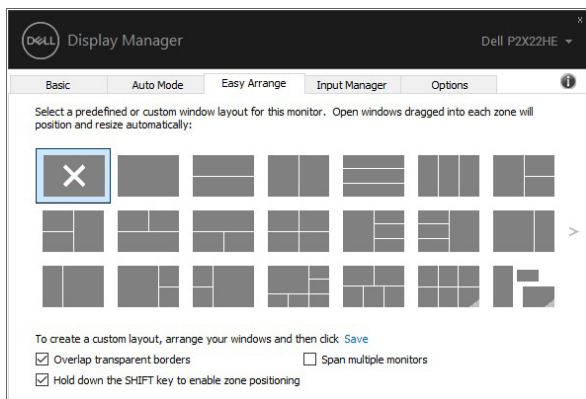 x
DELL Display Manager Dell P2X22HE
Basic Auto Mode Easy Arrange Input Manager Options i
Select a predefined or custom window layout for this monitor. Open windows dragged into each zone will
position and resize automatically:
>
To create a custom layout, arrange your windows and then click Save
Overlap transparent borders Span multiple monitors
Hold down the SHIFT key to enable zone positioning